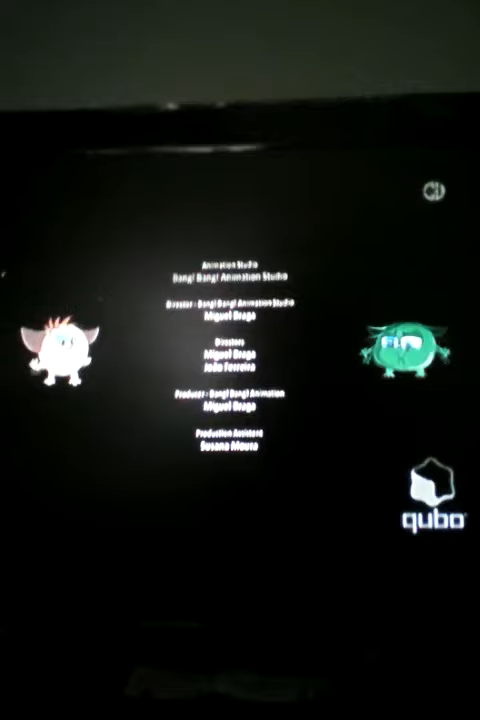 Animation Studio
Bang! Bang! Animation Studio
Director - Bang! Bang! Animation Studio
Miguel Braga
Directors
Miguel Braga
João Ferreira
Producer - Bang! Bang! Animation
Miguel Braga
Production Assistant
Susana Moura
qubo